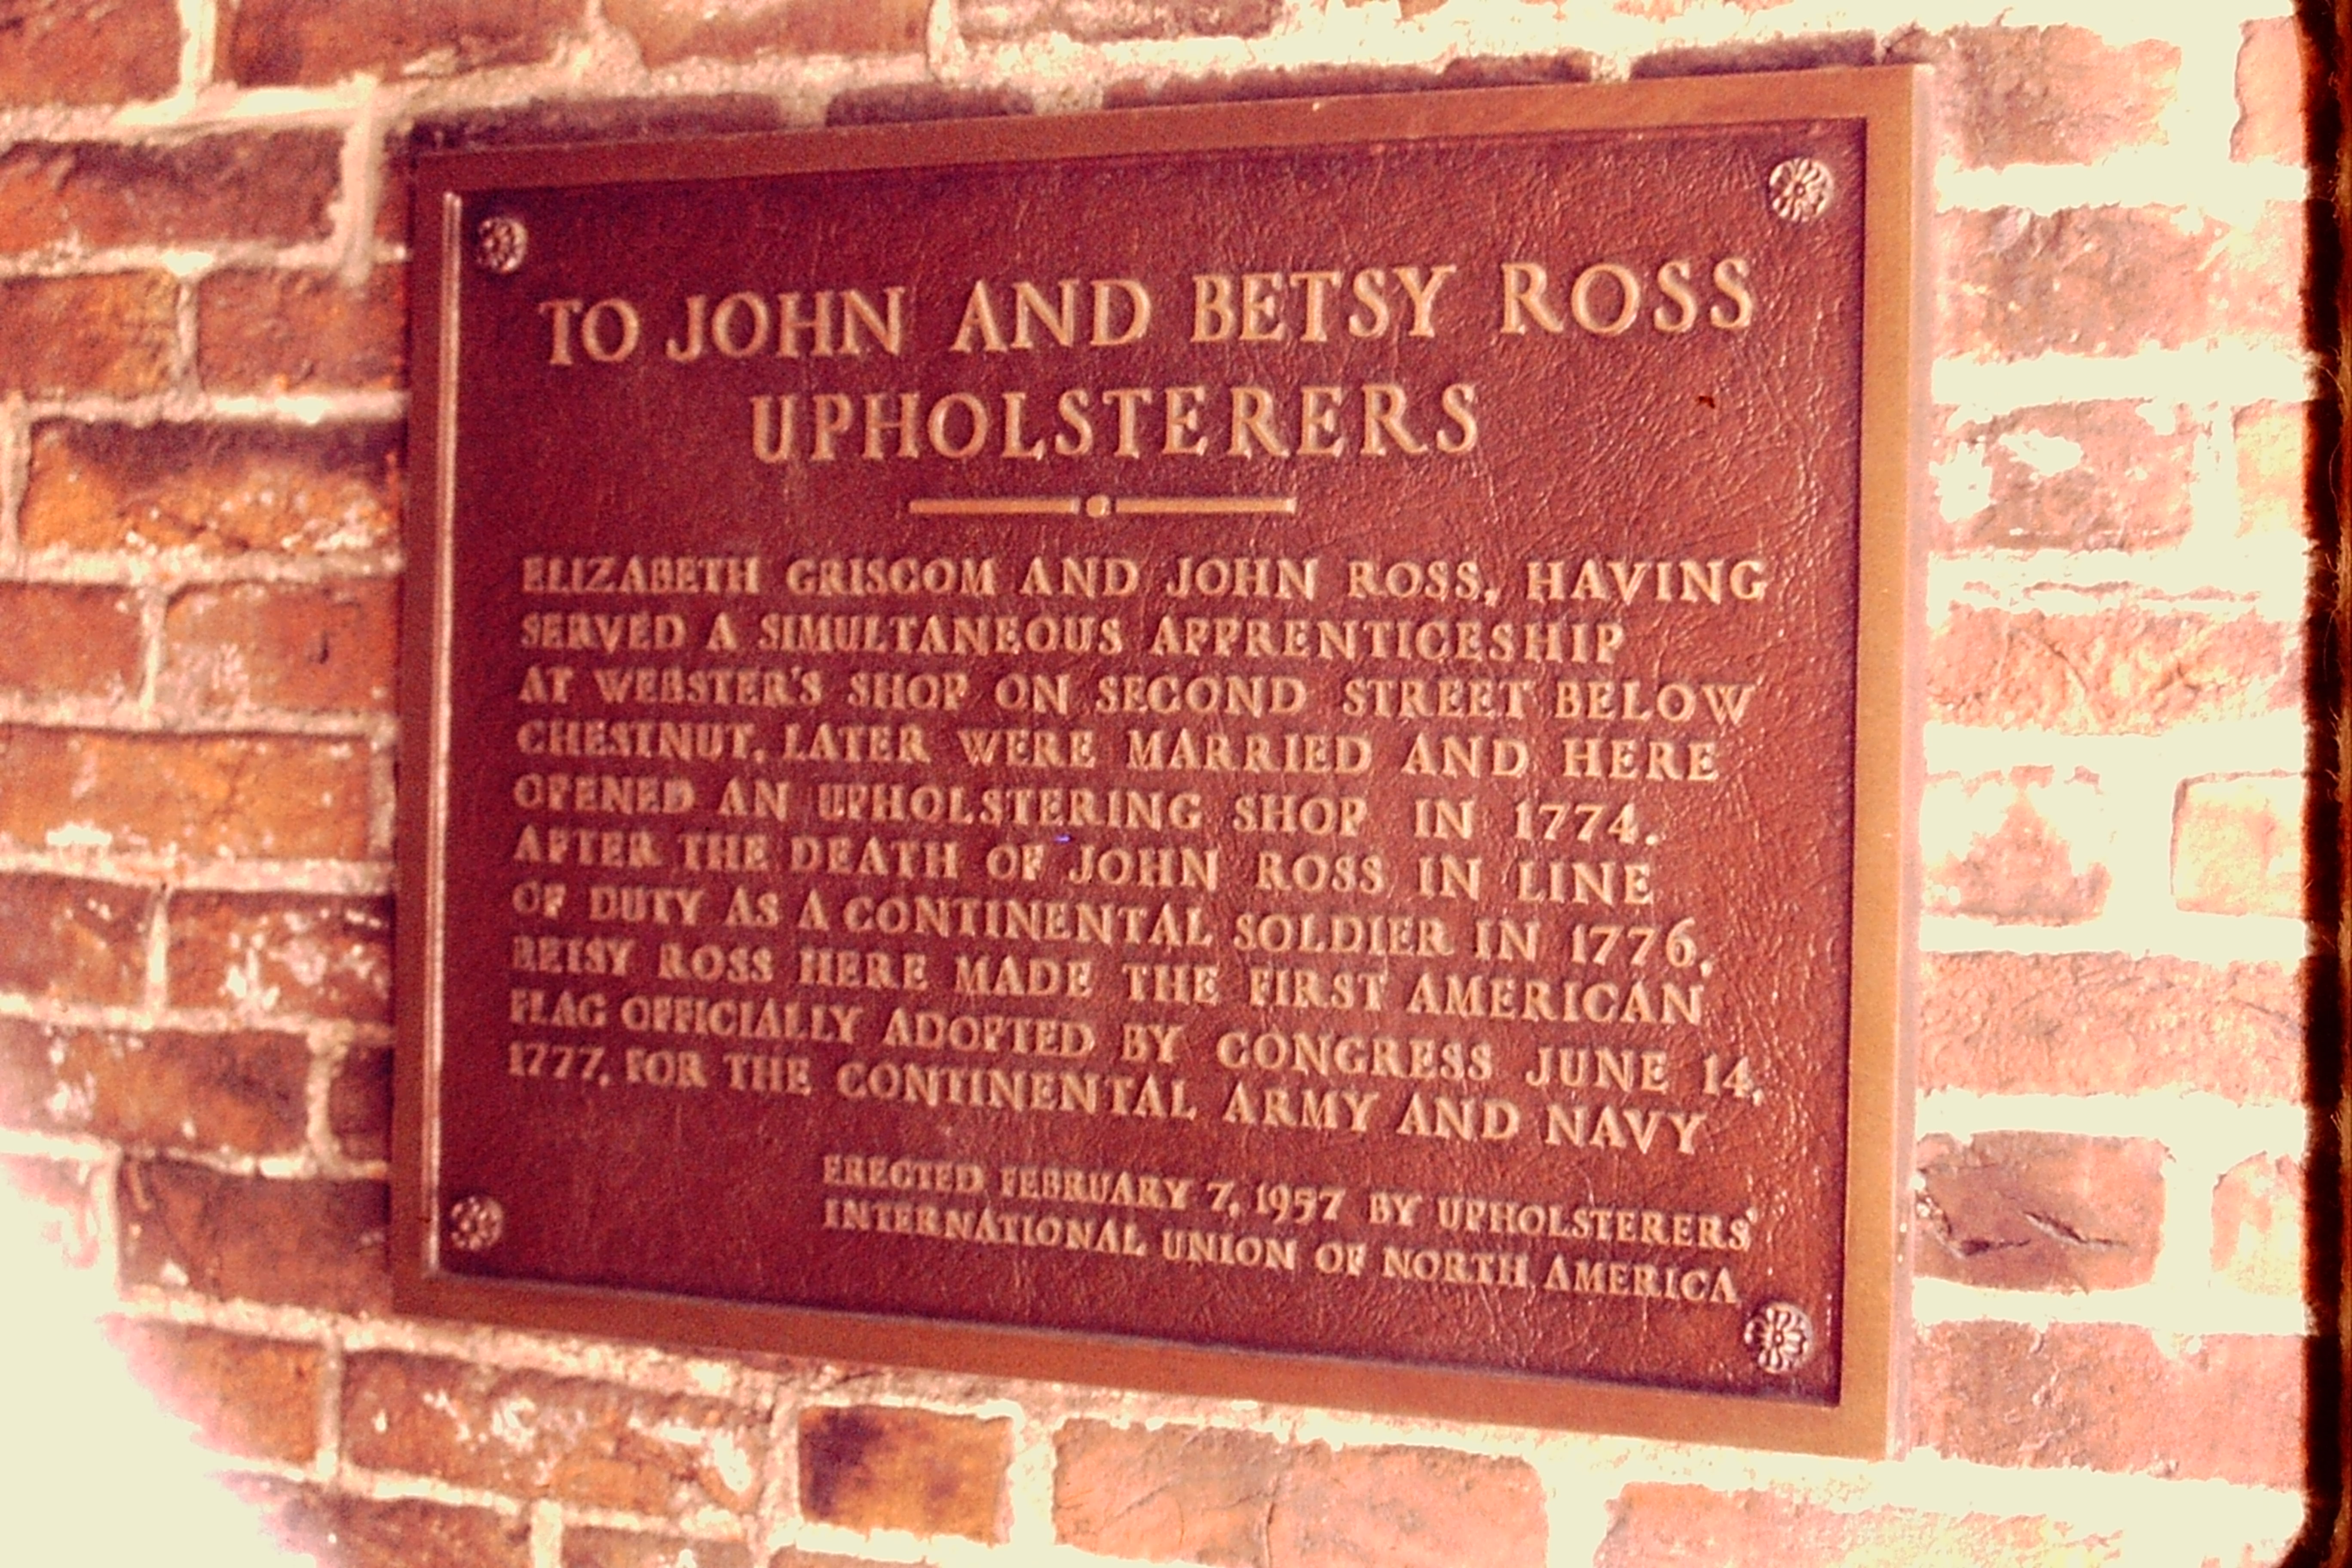 TO JOHN AND BETSY ROSS
UPHOLSTERERS
ELIZABETH GRISCOM AND JOHN ROSS, HAVING
SERVED A SIMULTANEOUS APPRENTICESHIP
AT WEBSTER'S SHOP ON SECOND STREET BELOW
CHESTNUT, LATER WERE MARRIED AND HERE
OPENED AN UPHOLSTERING SHOP IN 1774.
AFTER THE DEATH OF JOHN ROSS IN LINE
OF DUTY AS A CONTINENTAL SOLDIER IN 1776,
BETSY ROSS HERE MADE THE FIRST AMERICAN
FLAG OFFICIALLY ADOPTED BY CONGRESS JUNE 14,
1777, FOR THE CONTINENTAL ARMY AND NAVY
ERECTED FEBRUARY 7, 1957 BY UPHOLSTERERS'
INTERNATIONAL UNION OF NORTH AMERICA